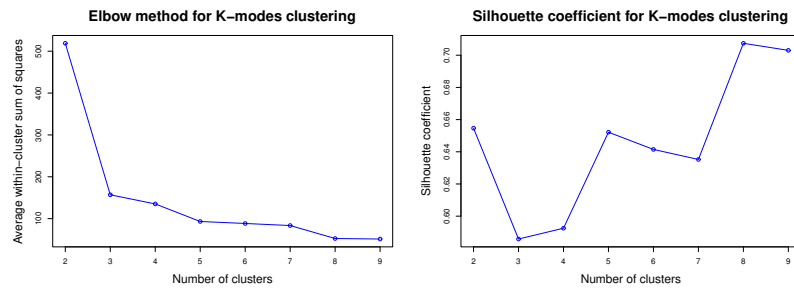 Elbow method for K−modes clustering
Average within−cluster sum of squares
500
400
300
200
100
2 3 4 5 6 7 8 9
Number of clusters
Silhouette coefficient for K−modes clustering
Silhouette coefficient
0.70
0.68
0.66
0.64
0.62
0.60
2 3 4 5 6 7 8 9
Number of clusters